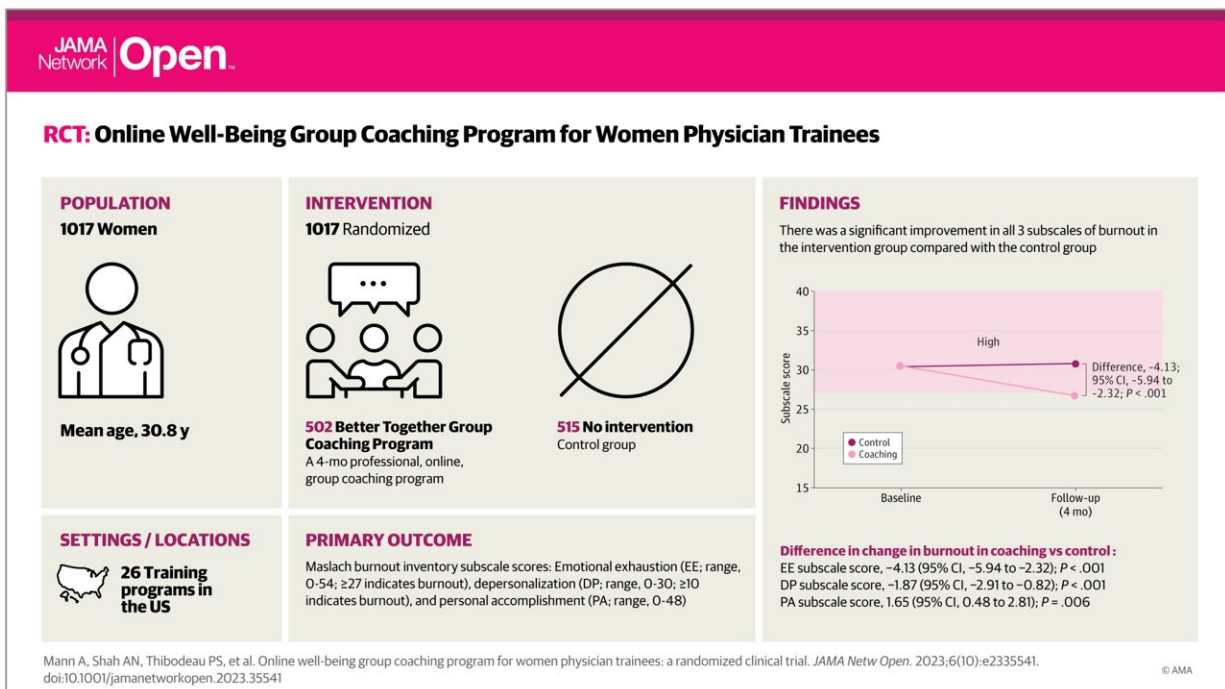 JAMA
Network
Open™
RCT: Online Well-Being Group Coaching Program for Women Physician Trainees
POPULATION
1017 Women
Mean age, 30.8 y
INTERVENTION
1017 Randomized
502 Better Together Group
Coaching Program
A 4-mo professional, online,
group coaching program
515 No intervention
Control group
SETTINGS / LOCATIONS
26 Training
programs in
the US
PRIMARY OUTCOME
Maslach burnout inventory subscale scores: Emotional exhaustion (EE; range,
0-54; ≥27 indicates burnout), depersonalization (DP; range, 0-30; ≥10
indicates burnout), and personal accomplishment (PA; range, 0-48)
FINDINGS
There was a significant improvement in all 3 subscales of burnout in
the intervention group compared with the control group
40
35
30
25
20
15
Subscale score
High
Difference, −4.13;
95% CI, −5.94 to
−2.32; P < .001
Control
Coaching
Baseline
Follow-up
(4 mo)
Difference in change in burnout in coaching vs control :
EE subscale score, −4.13 (95% CI, −5.94 to −2.32); P < .001
DP subscale score, −1.87 (95% CI, −2.91 to −0.82); P < .001
PA subscale score, 1.65 (95% CI, 0.48 to 2.81); P = .006
Mann A, Shah AN, Thibodeau PS, et al. Online well-being group coaching program for women physician trainees: a randomized clinical trial. JAMA Netw Open. 2023;6(10):e2335541.
doi:10.1001/jamanetworkopen.2023.35541
© AMA